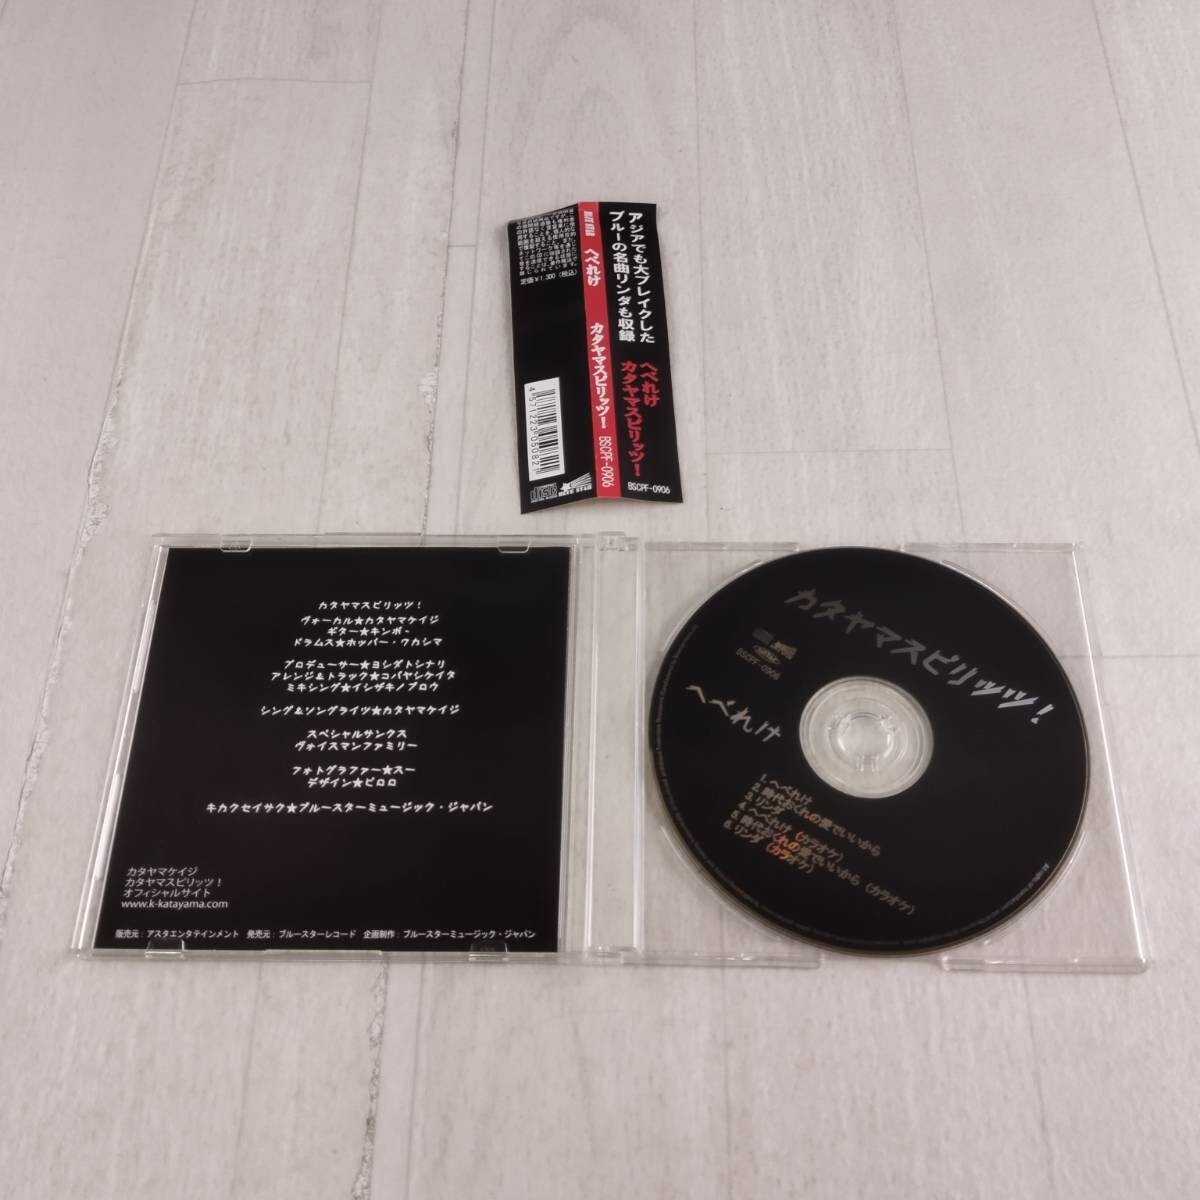 アジアでも大ブレイクした
ブルーの名曲リンダも収録
へべれけ
カタヤマスピリッツ！
BSCPF-0906
BLUE STAR
へべれけ
カタヤマスピリッツ！
BSCPF-0906
定価￥1,300（税込）
4571223050821
BLUE STAR
カタヤマスピリッツ！
ヴォーカル★カタヤマケイジ
ギター★キンボー
ドラムス★ホッパー・ワカシマ
プロデューサー★ヨシダトシナリ
アレンジ＆トラック★コバヤシケイタ
ミキシング★イシザキノブロウ
シング＆ソングライツ★カタヤマケイジ
スペシャルサンクス
ヴォイスマンファミリー
フォトグラファー★スー
デザイン★ピロロ
キカクセイサク★ブルースターミュージック・ジャパン
カタヤマケイジ
カタヤマスピリッツ！
オフィシャルサイト
www.k-katayama.com
販売元：アスタエンタテインメント　発売元：ブルースターレコード　企画制作：ブルースターミュージック・ジャパン
カタヤマスピリッツ！
BSCPF-0906
へべれけ
1. へべれけ
2. 時代おくれの愛でいいから
3. リンダ
4. へべれけ（カラオケ）
5. 時代おくれの愛でいいから（カラオケ）
6. リンダ（カラオケ）